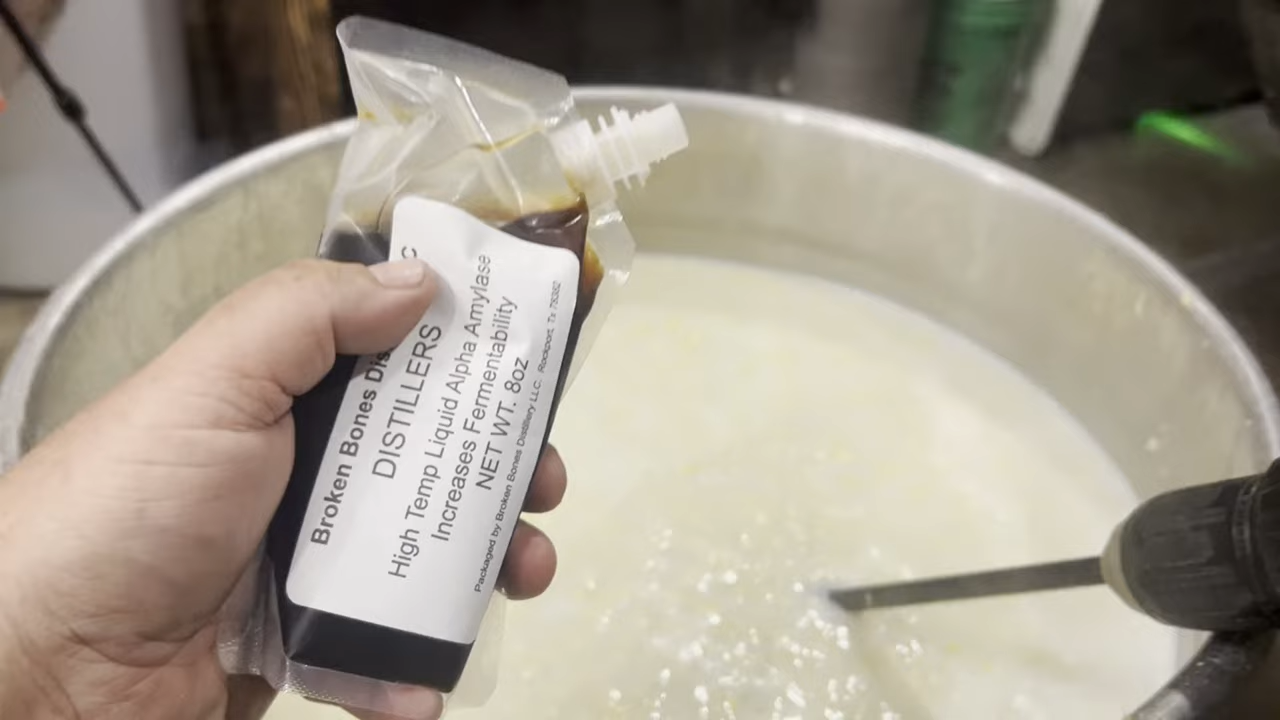 Broken Bones
DISTILLERS
High Temp Liquid Alpha Amylase
Increases Fermentability
NET WT. 8oz
Packaged by Broken Bones Distillery LLC. Rockport, Tx 78382